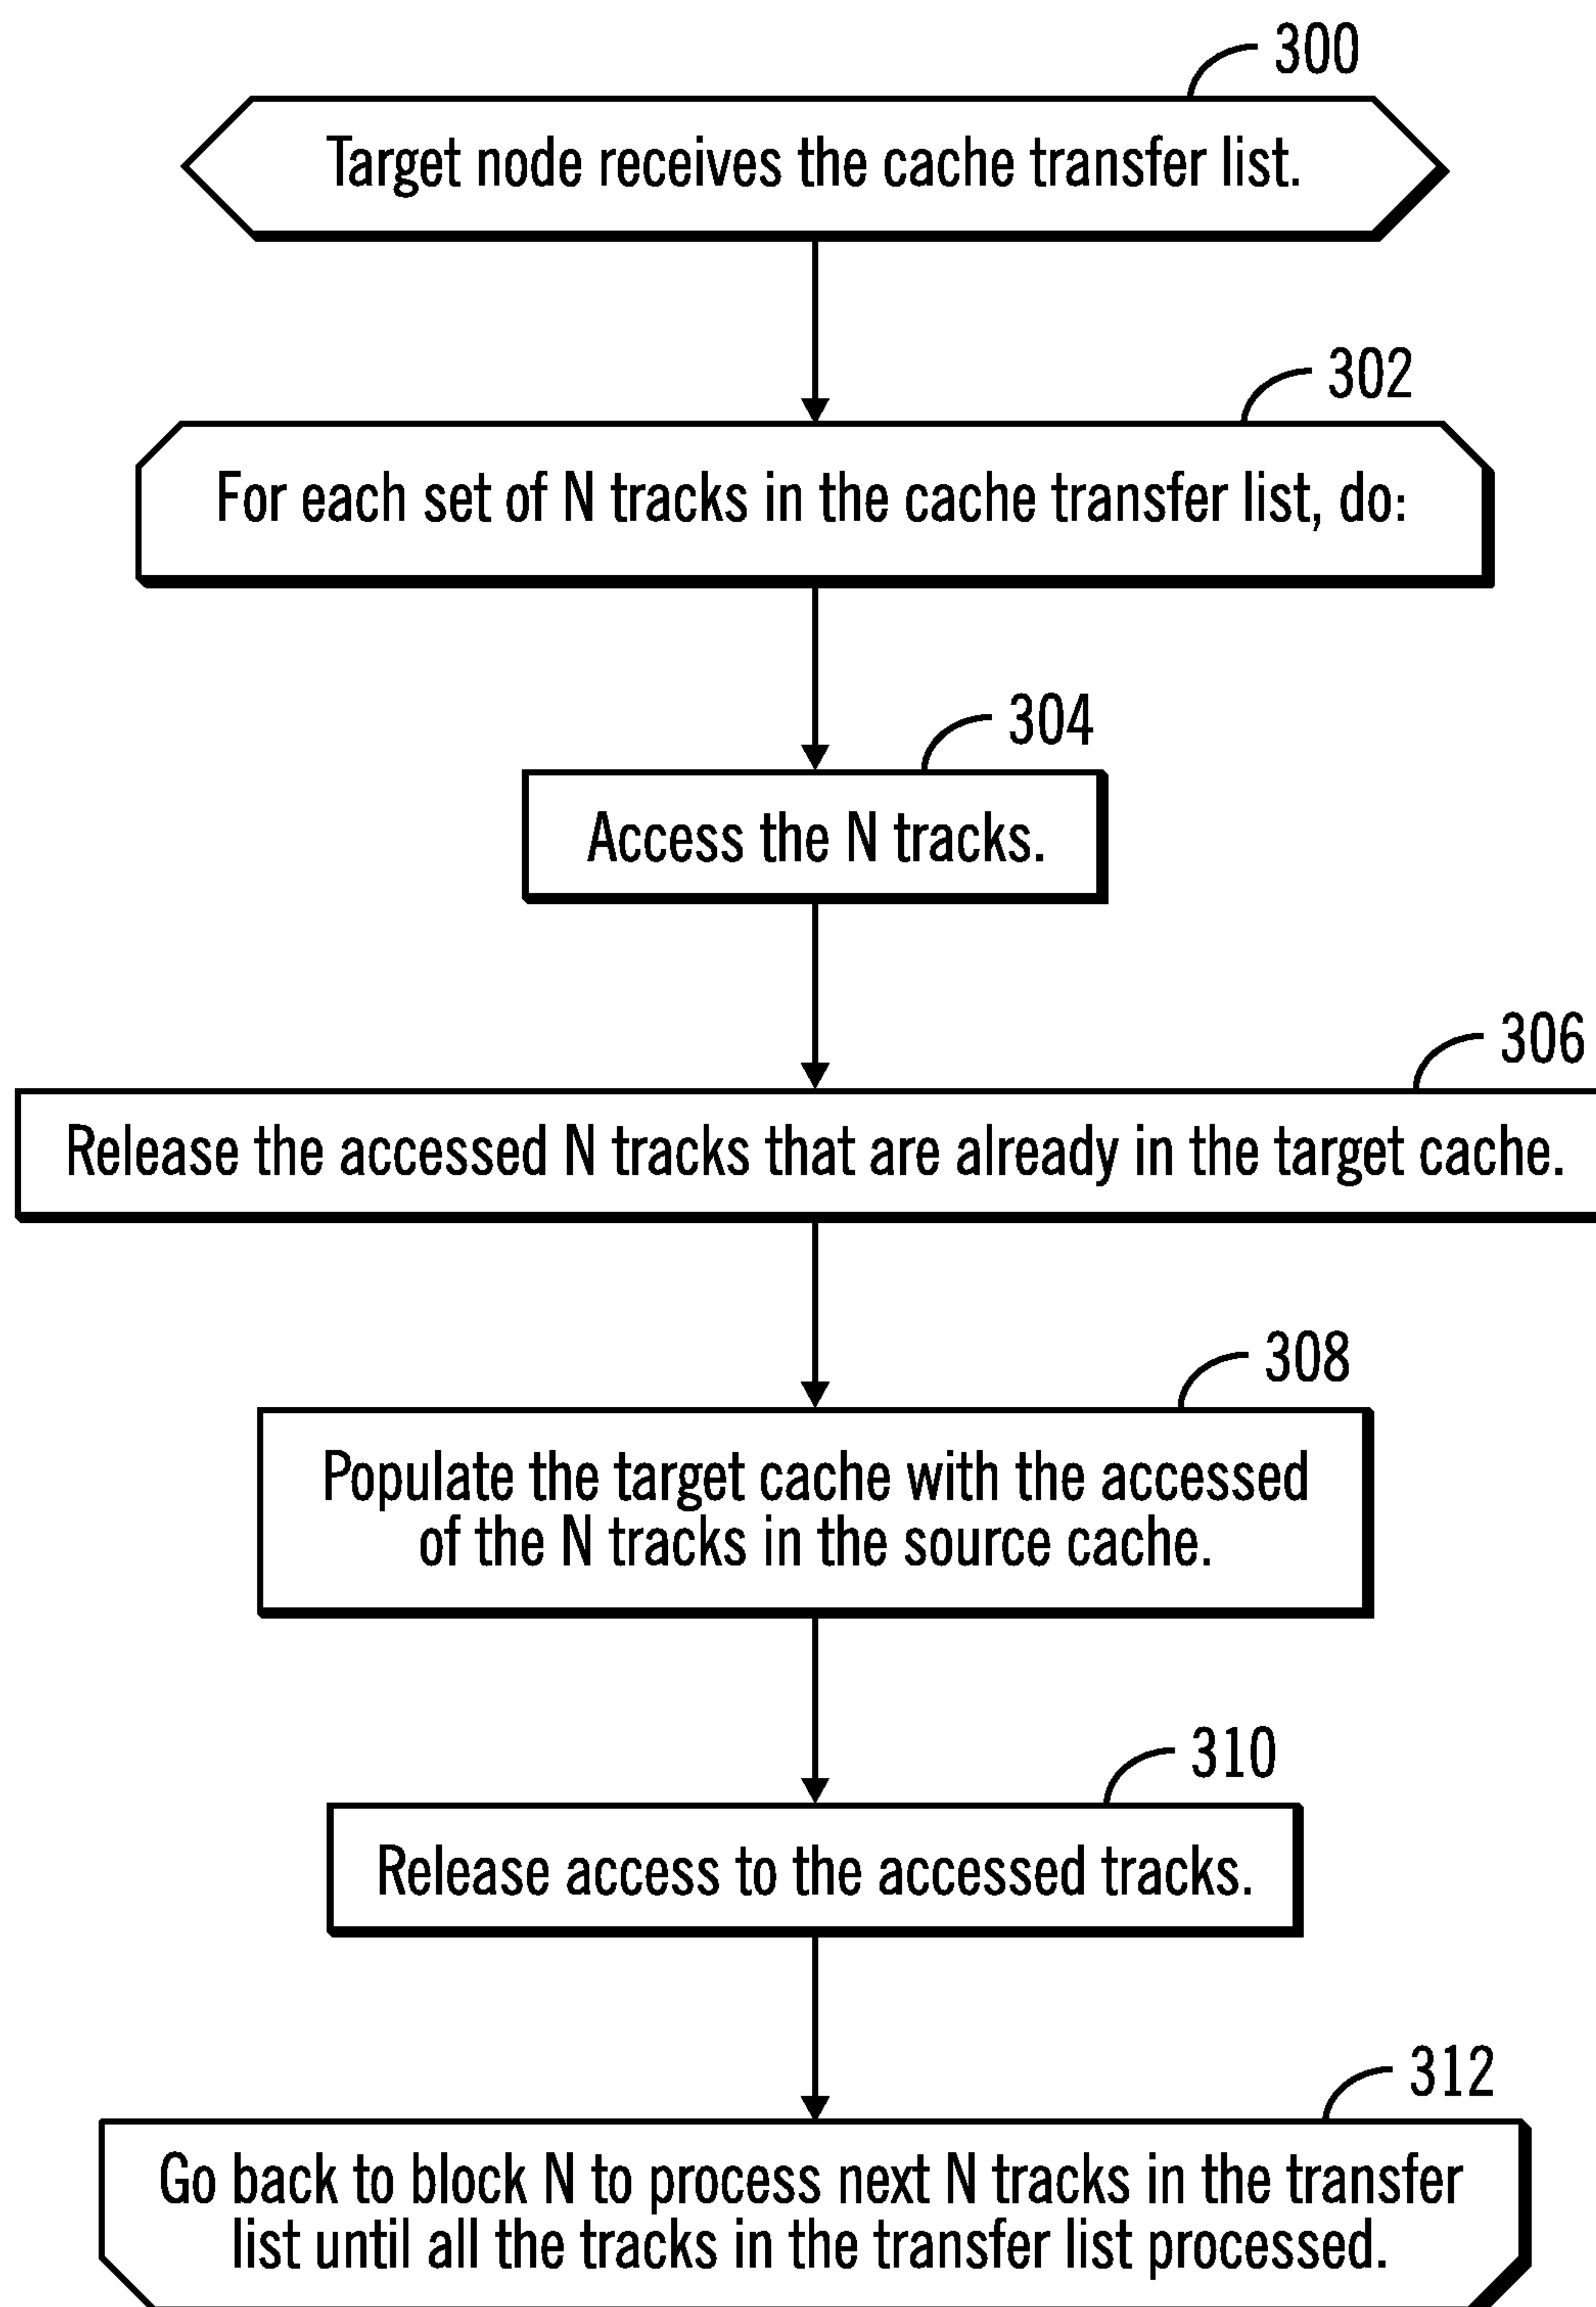 300
Target node receives the cache transfer list.
302
For each set of N tracks in the cache transfer list, do:
304
Access the N tracks.
306
Release the accessed N tracks that are already in the target cache.
308
Populate the target cache with the accessed
of the N tracks in the source cache.
310
Release access to the accessed tracks.
312
Go back to block N to process next N tracks in the transfer
list until all the tracks in the transfer list processed.